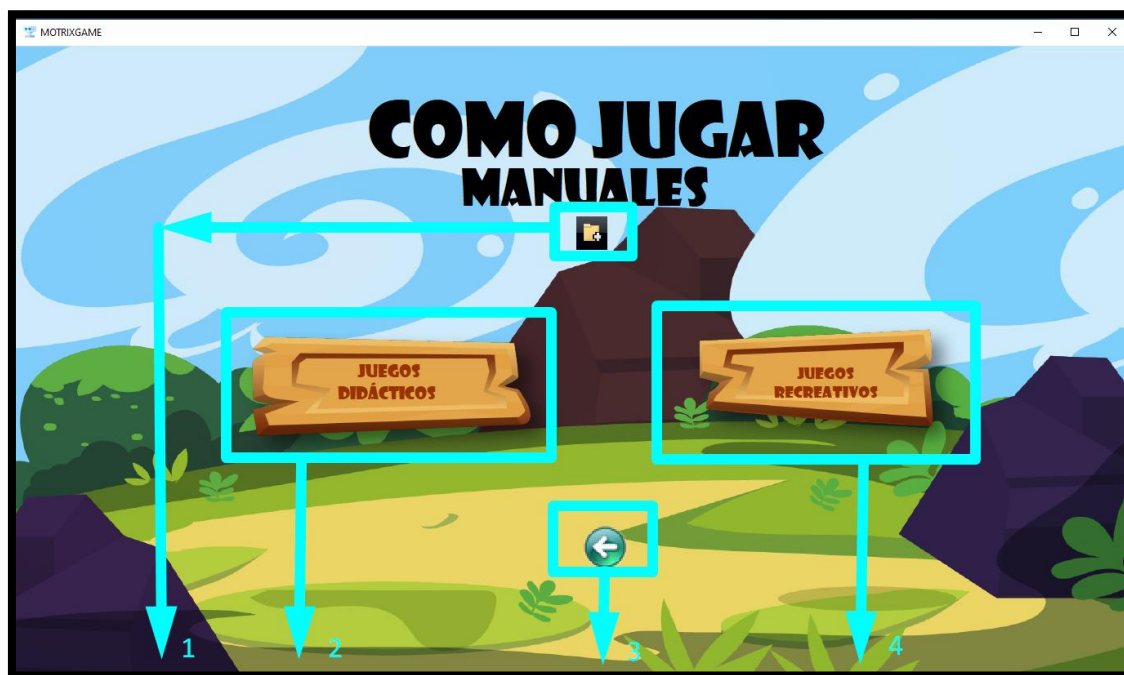 MOTRIXGAME
COMO JUGAR
MANUALES
JUEGOS
DIDÁCTICOS
JUEGOS
RECREATIVOS
1
2
3
4